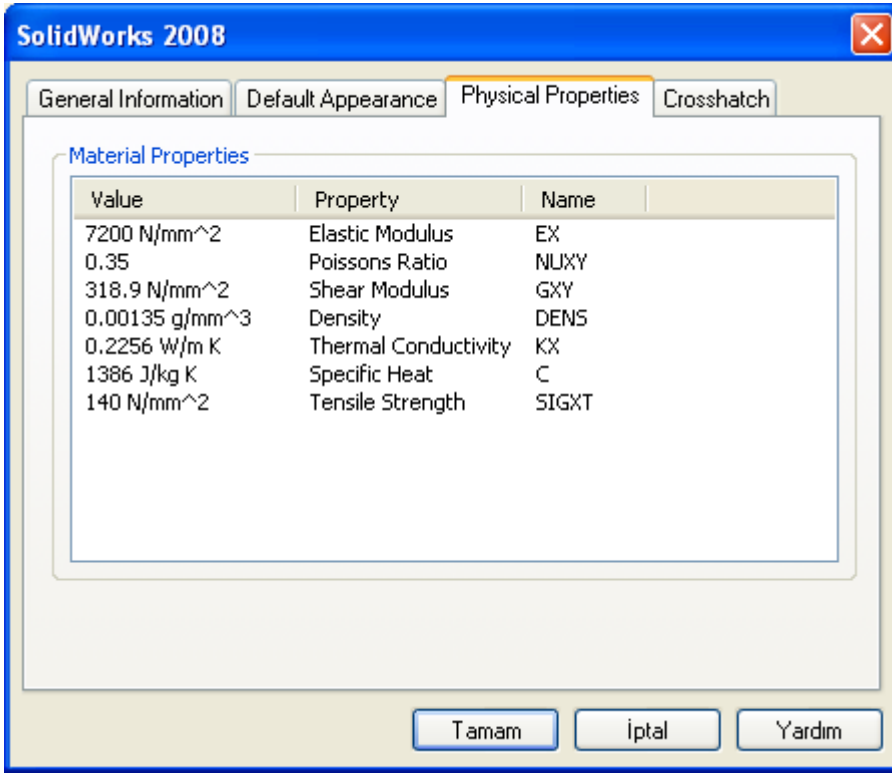 SolidWorks 2008
General Information Default Appearance Physical Properties Crosshatch
Material Properties
Value Property Name
7200 N/mm^2 Elastic Modulus EX
0.35 Poissons Ratio NUXY
318.9 N/mm^2 Shear Modulus GXY
0.00135 g/mm^3 Density DENS
0.2256 W/m K Thermal Conductivity KX
1386 J/kg K Specific Heat C
140 N/mm^2 Tensile Strength SIGXT
Tamam İptal Yardım